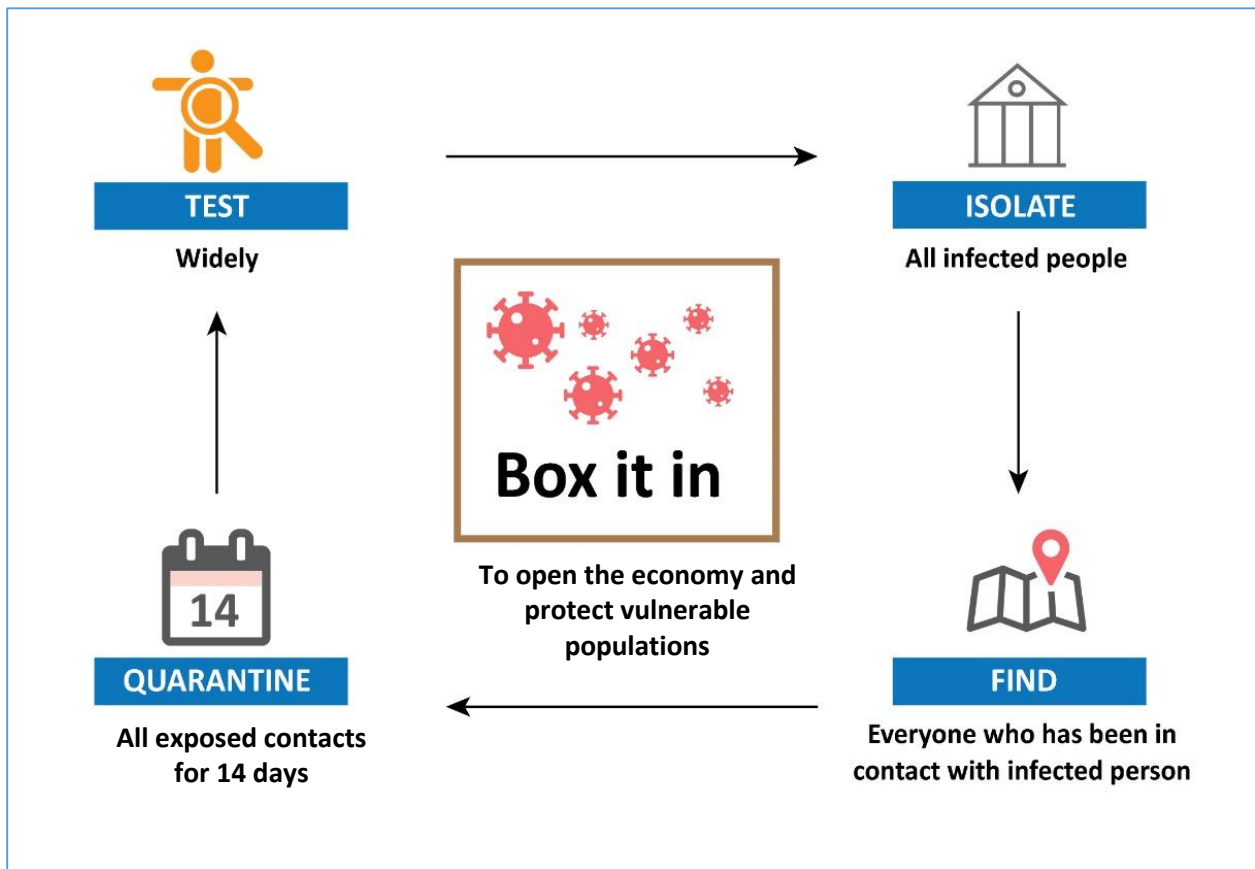 TEST
Widely
ISOLATE
All infected people
Box it in
To open the economy and
protect vulnerable
populations
14
QUARANTINE
All exposed contacts
for 14 days
FIND
Everyone who has been in
contact with infected person